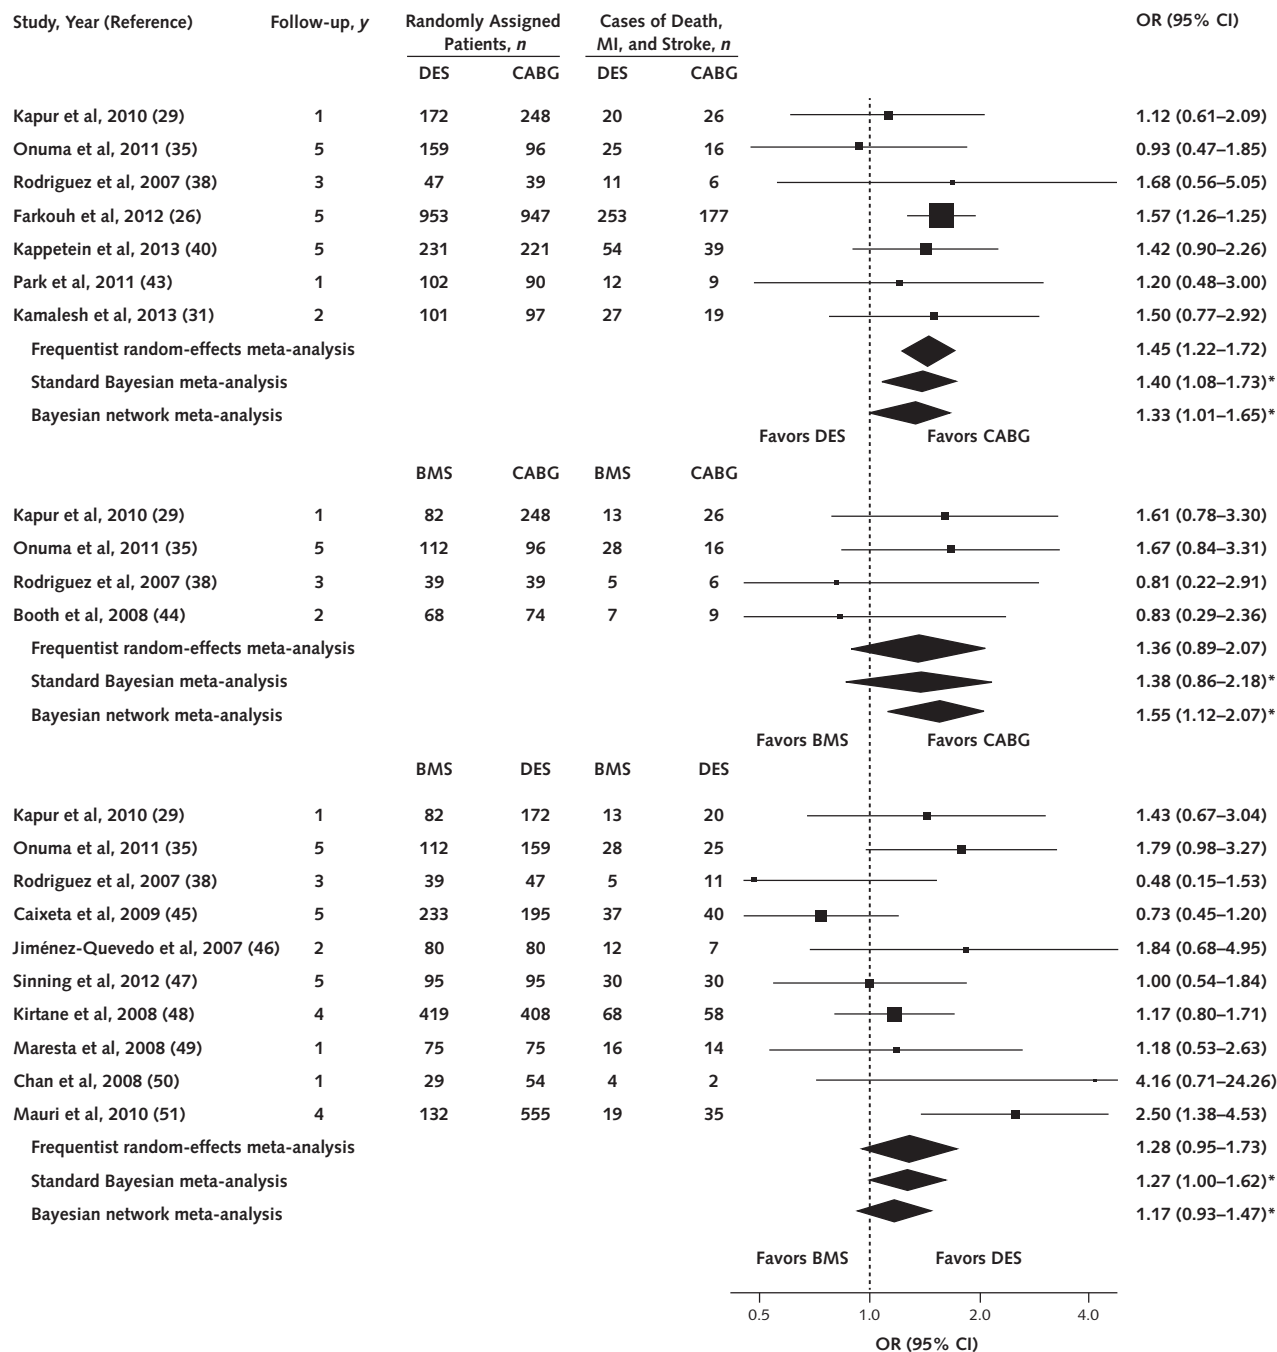 Study, Year (Reference) Follow-up, y Randomly Assigned Patients, n Cases of Death, MI, and Stroke, n OR (95% CI)
DES CABG DES CABG
Kapur et al, 2010 (29) 1 172 248 20 26 1.12 (0.61–2.09)
Onuma et al, 2011 (35) 5 159 96 25 16 0.93 (0.47–1.85)
Rodriguez et al, 2007 (38) 3 47 39 11 6 1.68 (0.56–5.05)
Farkouh et al, 2012 (26) 5 953 947 253 177 1.57 (1.26–1.25)
Kappetein et al, 2013 (40) 5 231 221 54 39 1.42 (0.90–2.26)
Park et al, 2011 (43) 1 102 90 12 9 1.20 (0.48–3.00)
Kamalesh et al, 2013 (31) 2 101 97 27 19 1.50 (0.77–2.92)
Frequentist random-effects meta-analysis 1.45 (1.22–1.72)
Standard Bayesian meta-analysis 1.40 (1.08–1.73)*
Bayesian network meta-analysis 1.33 (1.01–1.65)*
Favors DES Favors CABG
BMS CABG BMS CABG
Kapur et al, 2010 (29) 1 82 248 13 26 1.61 (0.78–3.30)
Onuma et al, 2011 (35) 5 112 96 28 16 1.67 (0.84–3.31)
Rodriguez et al, 2007 (38) 3 39 39 5 6 0.81 (0.22–2.91)
Booth et al, 2008 (44) 2 68 74 7 9 0.83 (0.29–2.36)
Frequentist random-effects meta-analysis 1.36 (0.89–2.07)
Standard Bayesian meta-analysis 1.38 (0.86–2.18)*
Bayesian network meta-analysis 1.55 (1.12–2.07)*
Favors BMS Favors CABG
BMS DES BMS DES
Kapur et al, 2010 (29) 1 82 172 13 20 1.43 (0.67–3.04)
Onuma et al, 2011 (35) 5 112 159 28 25 1.79 (0.98–3.27)
Rodriguez et al, 2007 (38) 3 39 47 5 11 0.48 (0.15–1.53)
Caixeta et al, 2009 (45) 5 233 195 37 40 0.73 (0.45–1.20)
Jiménez-Quevedo et al, 2007 (46) 2 80 80 12 7 1.84 (0.68–4.95)
Sinning et al, 2012 (47) 5 95 95 30 30 1.00 (0.54–1.84)
Kirtane et al, 2008 (48) 4 419 408 68 58 1.17 (0.80–1.71)
Maresta et al, 2008 (49) 1 75 75 16 14 1.18 (0.53–2.63)
Chan et al, 2008 (50) 1 29 54 4 2 4.16 (0.71–24.26)
Mauri et al, 2010 (51) 4 132 555 19 35 2.50 (1.38–4.53)
Frequentist random-effects meta-analysis 1.28 (0.95–1.73)
Standard Bayesian meta-analysis 1.27 (1.00–1.62)*
Bayesian network meta-analysis 1.17 (0.93–1.47)*
Favors BMS Favors DES
0.5 1.0 2.0 4.0
OR (95% CI)